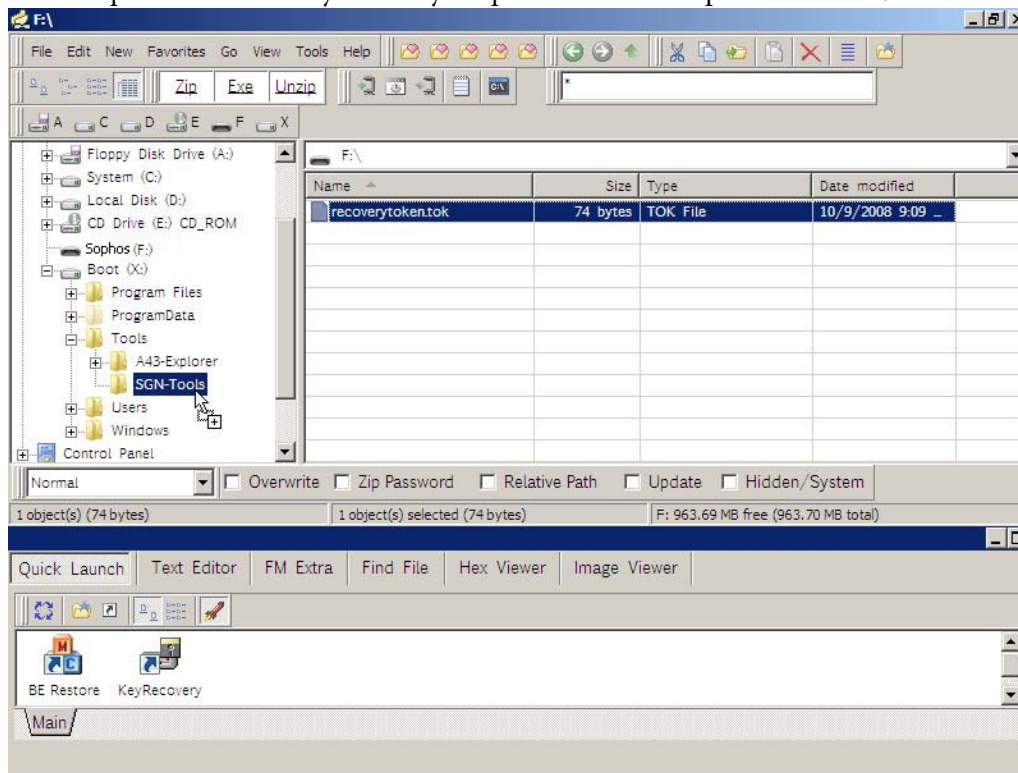 F:\
File Edit New Favorites Go View Tools Help
Zip Exe Unzip *
A C D E F X
Floppy Disk Drive (A:)
System (C:)
Local Disk (D:)
CD Drive (E:) CD_ROM
Sophos (F:)
Boot (X:)
Program Files
ProgramData
Tools
A43-Explorer
SGN-Tools
Users
Windows
Control Panel
F:\
Name Size Type Date modified
recoverytoken.tok 74 bytes TOK File 10/9/2008 9:09 ...
Normal Overwrite Zip Password Relative Path Update Hidden/System
1 object(s) (74 bytes) 1 object(s) selected (74 bytes) F: 963.69 MB free (963.70 MB total)
Quick Launch Text Editor FM Extra Find File Hex Viewer Image Viewer
BE Restore KeyRecovery
Main